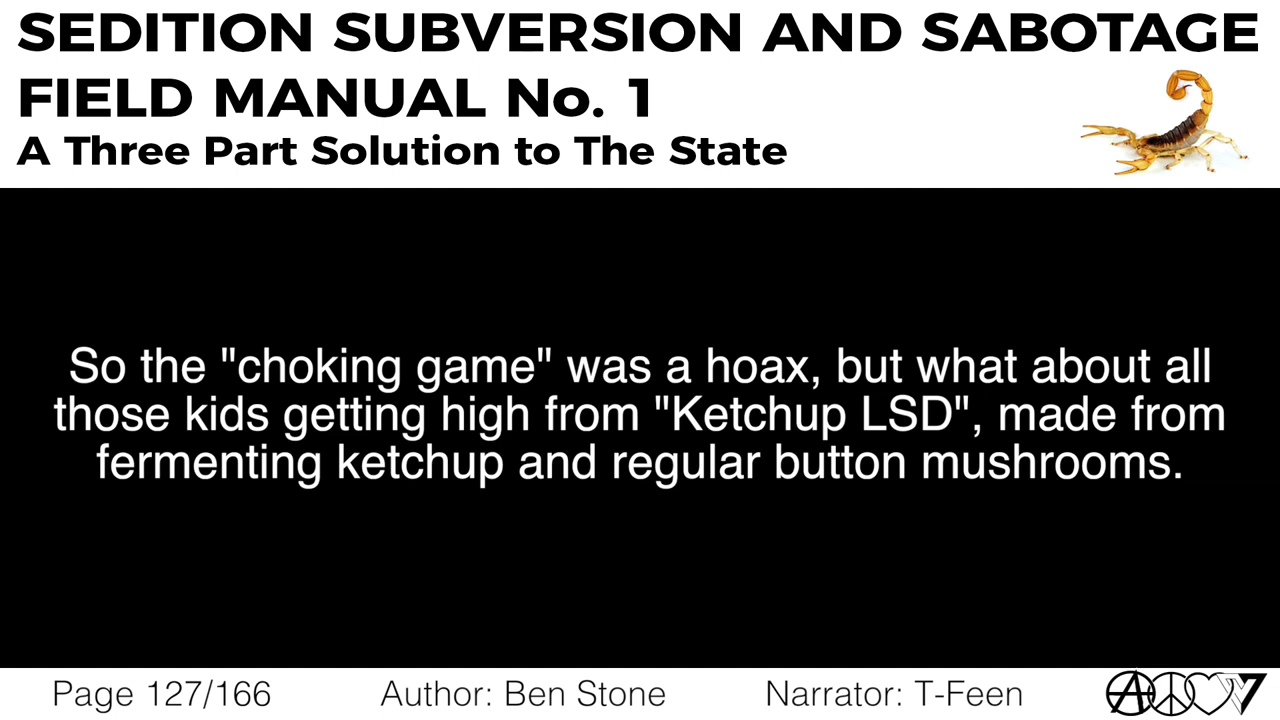 SEDITION SUBVERSION AND SABOTAGE
FIELD MANUAL No. 1
A Three Part Solution to The State
So the "choking game" was a hoax, but what about all
those kids getting high from "Ketchup LSD", made from
fermenting ketchup and regular button mushrooms.
Page 127/166
Author: Ben Stone
Narrator: T-Feen